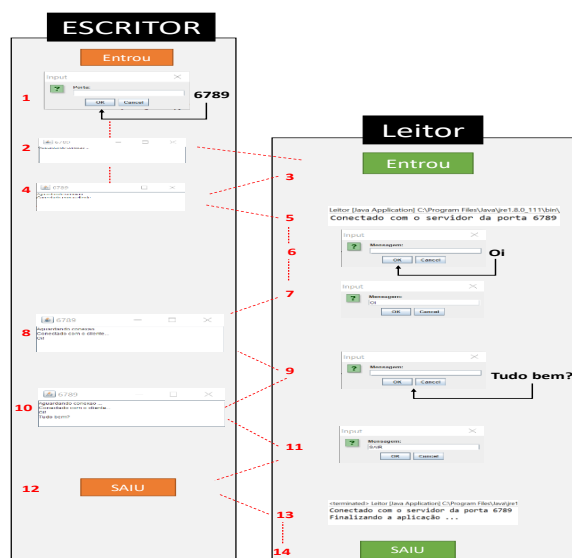 ESCRITOR
Entrou
Input
Porta:
OK Cancel
1
6789
2
6789
Leitor
Entrou
3
4
6789
5
Leitor [Java Application] C:\Program Files\Java\jre1.8.0_111\bin\
Conectado com o servidor da porta 6789
6
Input
Mensagem:
OK Cancel
Oi
7
Input
Mensagem:
Oi
OK Cancel
8
6789
Aguardando conexao
Conectado com o cliente...
Oi!
9
Input
Mensagem:
OK Cancel
Tudo bem?
10
6789
Aguardando conexao ...
Conectado com o cliente...
Oi!
Tudo bem?
11
Input
Mensagem:
SAIR
OK Cancel
12
SAIU
13
<terminated> Leitor [Java Application] C:\Program Files\Java\jre1
Conectado com o servidor da porta 6789
Finalizando a aplicação ...
14
SAIU